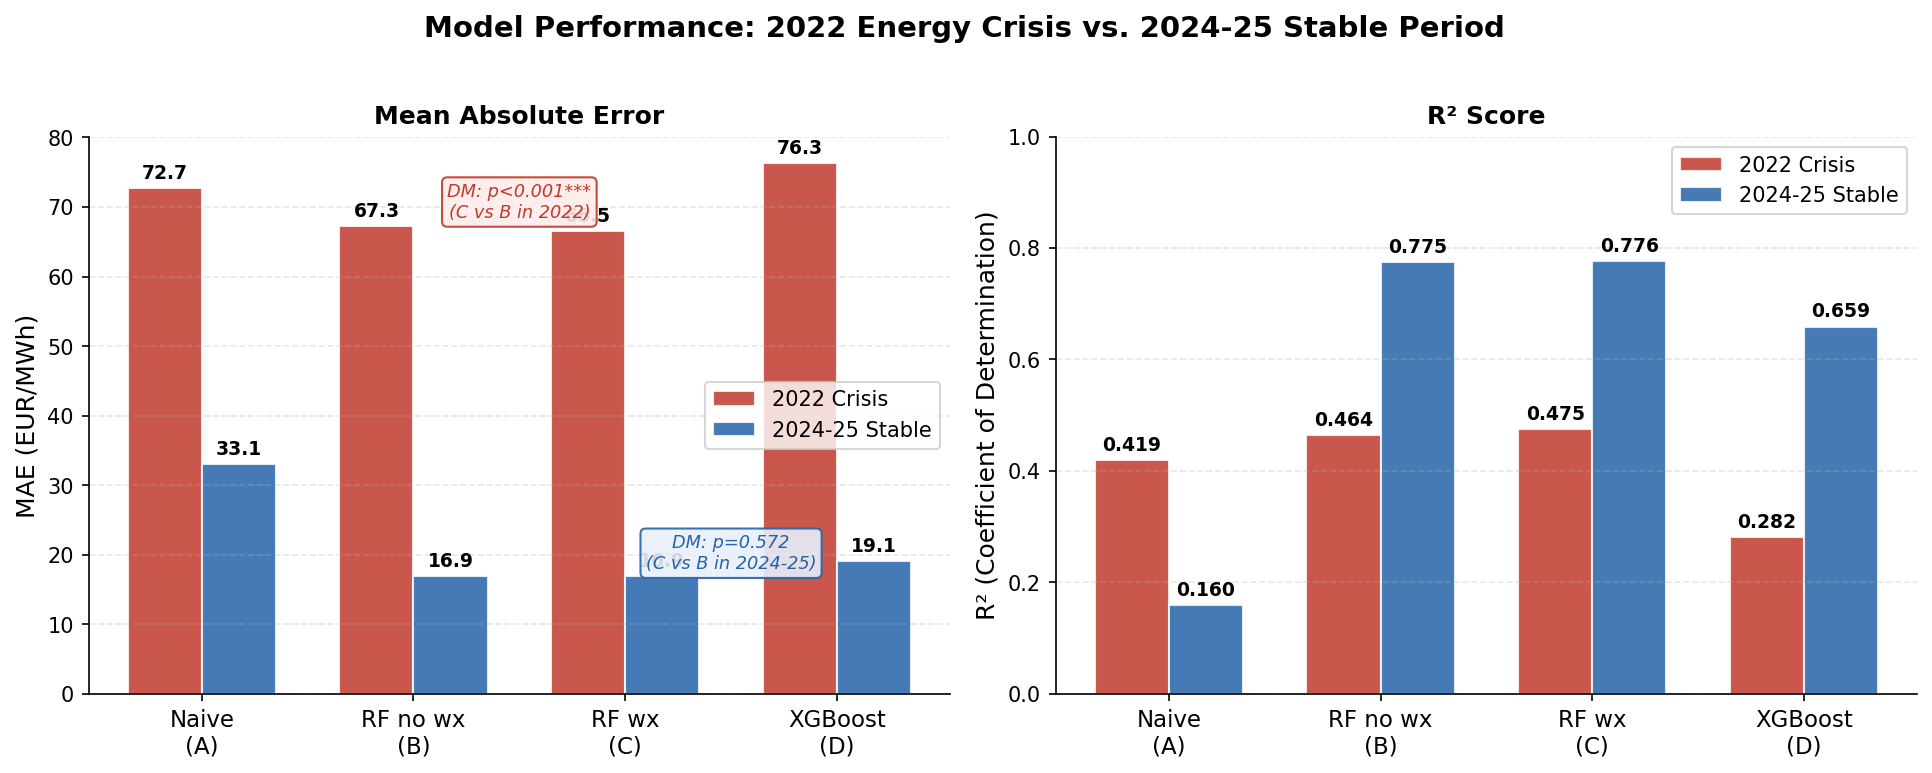 Model Performance: 2022 Energy Crisis vs. 2024-25 Stable Period
Mean Absolute Error
MAE (EUR/MWh)
80
70
60
50
40
30
20
10
0
72.7
33.1
67.3
16.9
DM: p<0.001***
(C vs B in 2022)
.5
76.3
19.1
2022 Crisis
2024-25 Stable
DM: p=0.572
(C vs B in 2024-25)
Naive
(A)
RF no wx
(B)
RF wx
(C)
XGBoost
(D)
R² Score
R² (Coefficient of Determination)
1.0
0.8
0.6
0.4
0.2
0.0
2022 Crisis
2024-25 Stable
0.419
0.160
0.464
0.775
0.475
0.776
0.282
0.659
Naive
(A)
RF no wx
(B)
RF wx
(C)
XGBoost
(D)